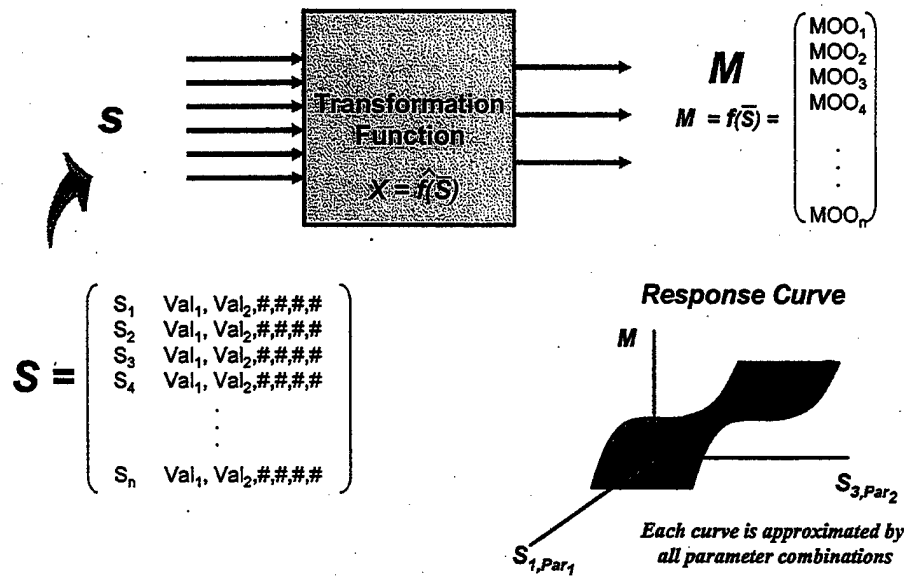 S
Transformation
Function
X = f(S̅)
M
M = f(S̅) =
MOO₁
MOO₂
MOO₃
MOO₄
.
.
.
MOOₙ
S ≡
S₁ Val₁, Val₂,#,#,#,#
S₂ Val₁, Val₂,#,#,#,#
S₃ Val₁, Val₂,#,#,#,#
S₄ Val₁, Val₂,#,#,#,#
.
.
.
Sₙ Val₁, Val₂,#,#,#,#
Response Curve
M
S₃,Par₂
S₁,Par₁
Each curve is approximated by
all parameter combinations